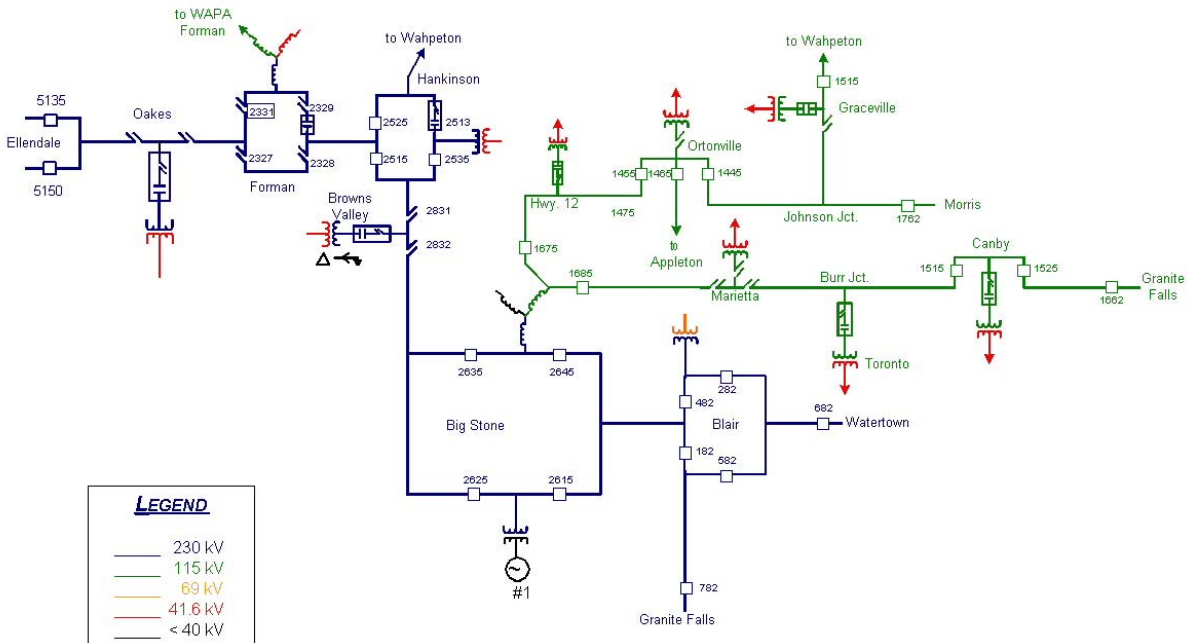 to WAPA
Forman
to Wahpeton
Hankinson
to Wahpeton
1515
Graceville
5135
Oakes
Ellendale
5150
2331
2329
2327
2328
Forman
2525
2513
2515
2535
Ortonville
1455
1465
1445
Hwy. 12
1475
Johnson Jct.
1762
Morris
Browns
Valley
2831
2832
1675
to
Appleton
1685
Marietta
Burr Jct.
Canby
1515
1525
Granite
Falls
1662
Toronto
2635
2645
Big Stone
2625
2615
#1
282
482
Blair
182
582
682
Watertown
782
Granite Falls
LEGEND
230 kV
115 kV
69 kV
41.6 kV
< 40 kV